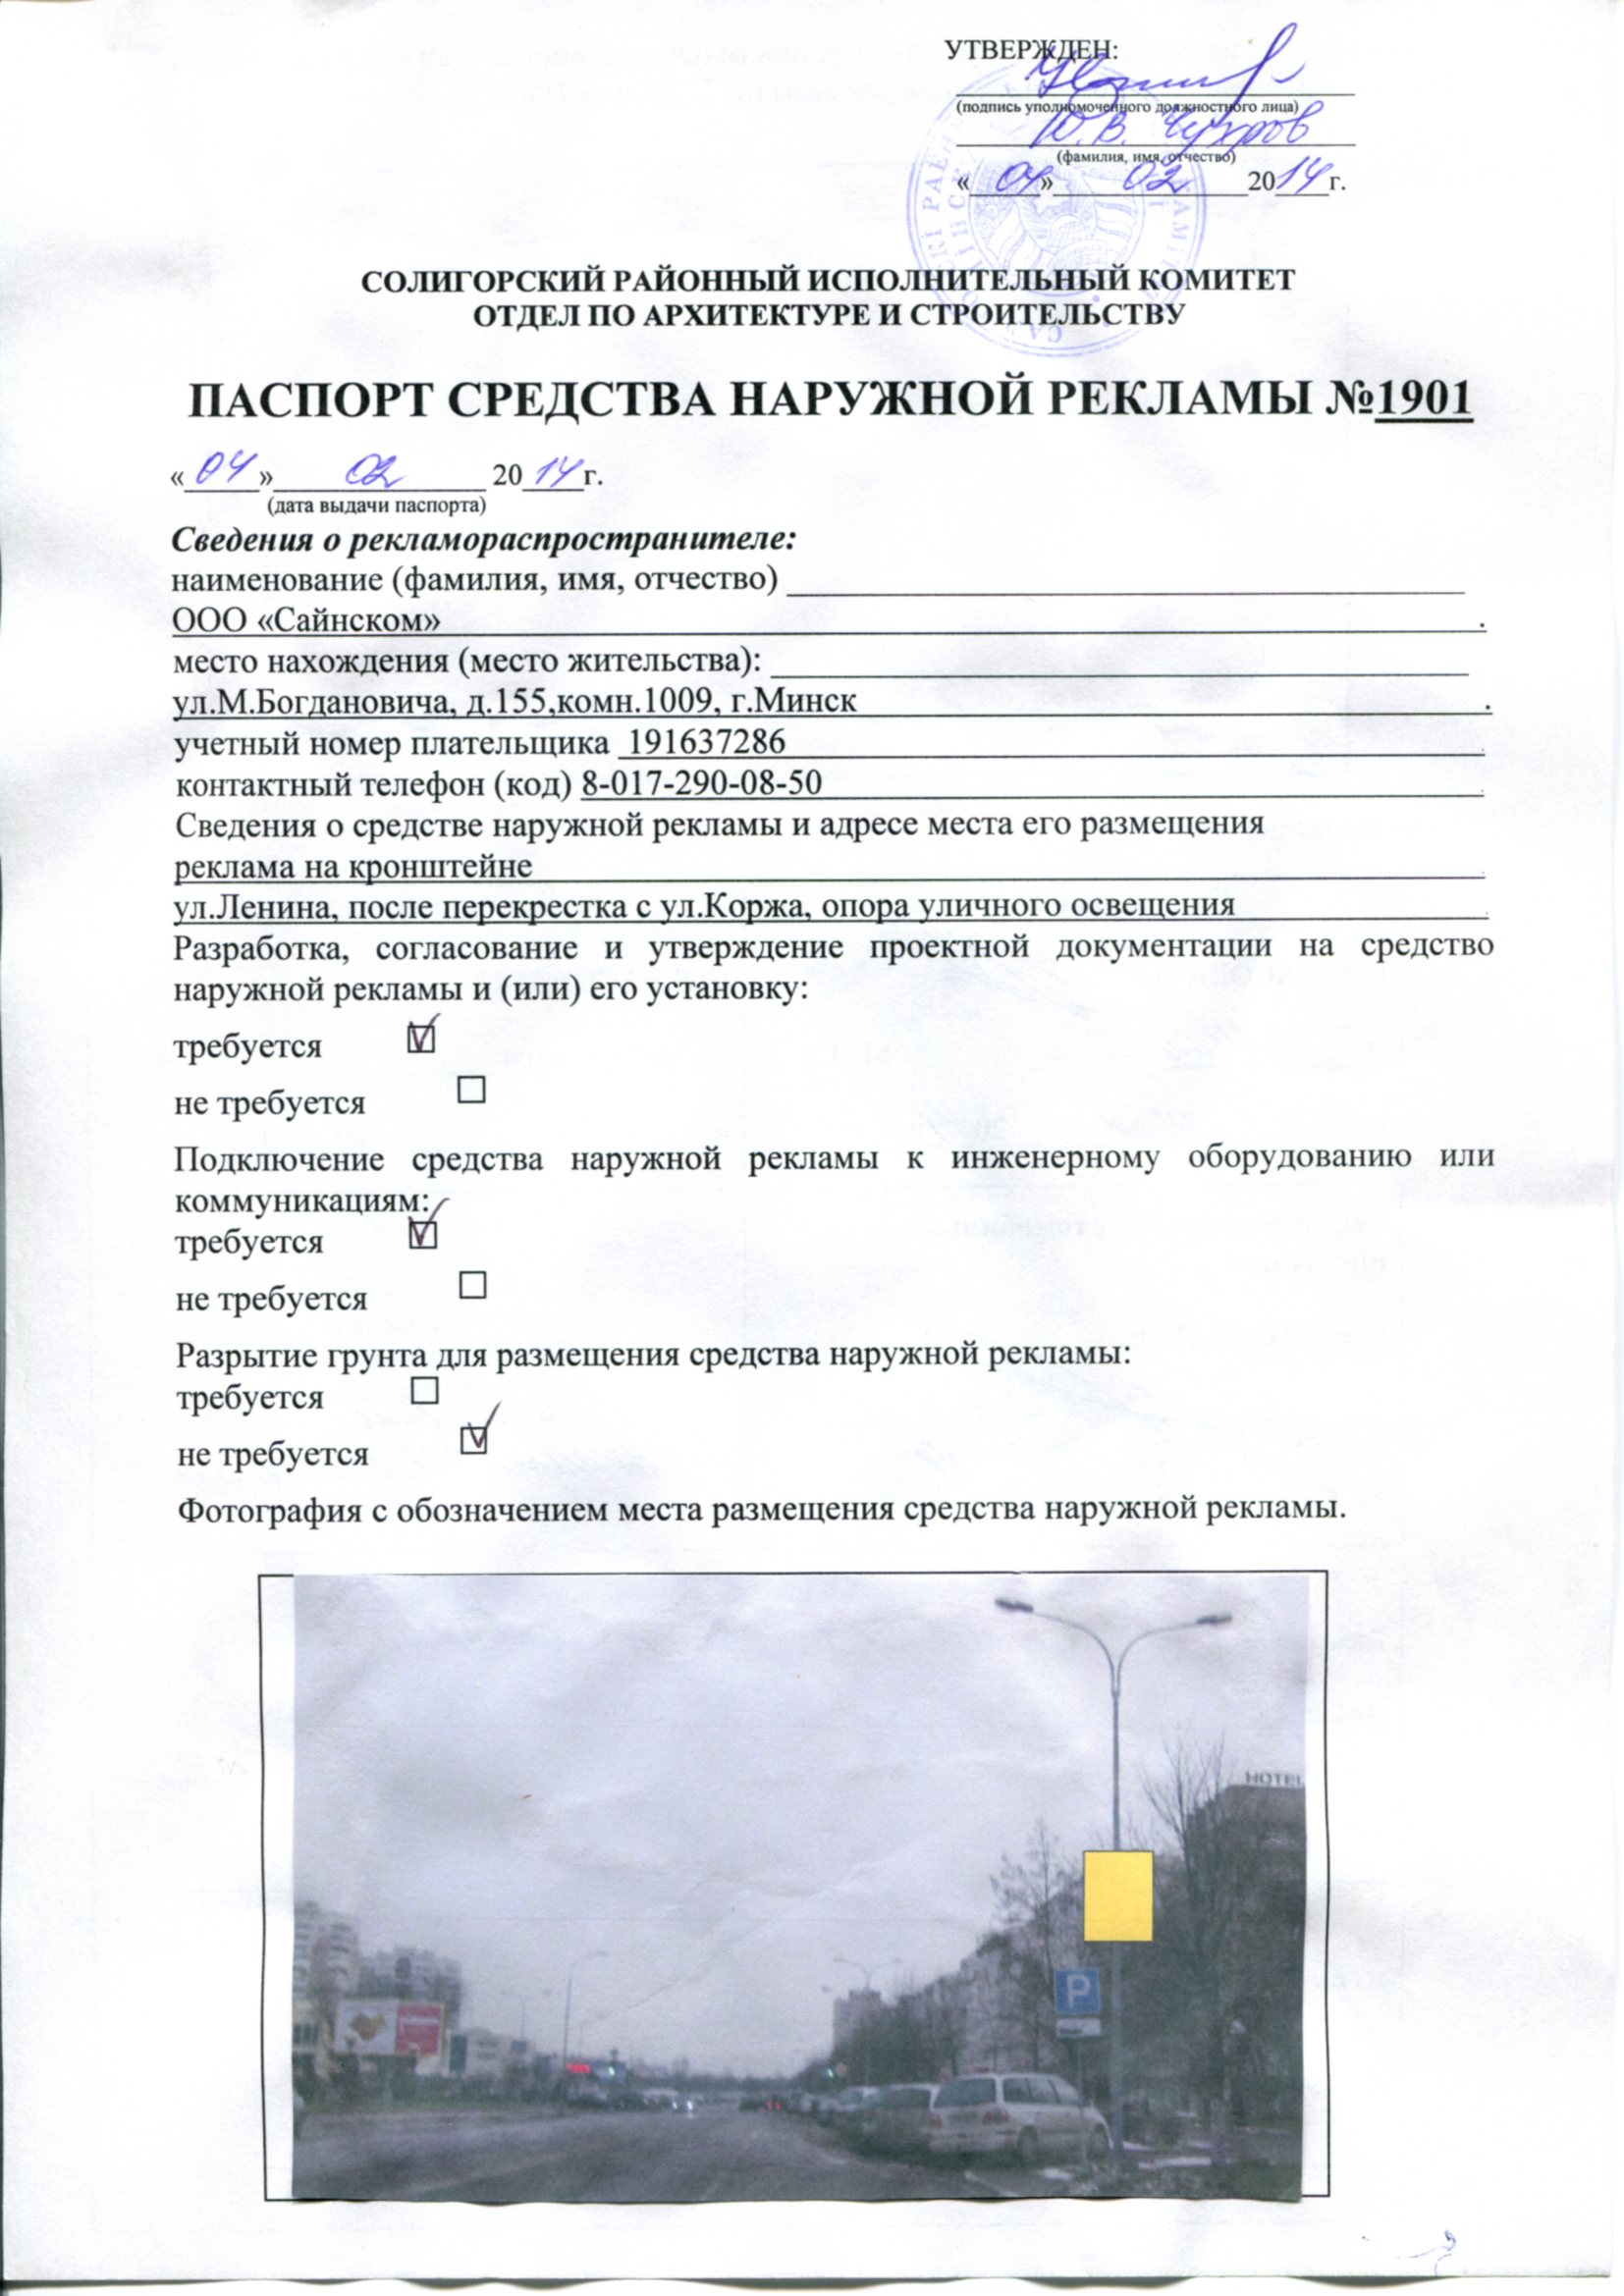 УТВЕРЖДЕН:
(подпись уполномоченного должностного лица)
Ю.В. Чухров
(фамилия, имя, отчество)
«04» 02 2014 г.
СОЛИГОРСКИЙ РАЙОННЫЙ ИСПОЛНИТЕЛЬНЫЙ КОМИТЕТ
ОТДЕЛ ПО АРХИТЕКТУРЕ И СТРОИТЕЛЬСТВУ
ПАСПОРТ СРЕДСТВА НАРУЖНОЙ РЕКЛАМЫ №1901
«04» 02 2014 г.
(дата выдачи паспорта)
Сведения о рекламораспространителе:
наименование (фамилия, имя, отчество)
ООО «Сайнском» .
место нахождения (место жительства):
ул.М.Богдановича, д.155,комн.1009, г.Минск .
учетный номер плательщика 191637286
контактный телефон (код) 8-017-290-08-50
Сведения о средстве наружной рекламы и адресе места его размещения
реклама на кронштейне
ул.Ленина, после перекрестка с ул.Коржа, опора уличного освещения
Разработка, согласование и утверждение проектной документации на средство
наружной рекламы и (или) его установку:
требуется
не требуется
Подключение средства наружной рекламы к инженерному оборудованию или
коммуникациям:
требуется
не требуется
Разрытие грунта для размещения средства наружной рекламы:
требуется
не требуется
Фотография с обозначением места размещения средства наружной рекламы.
HOTEL
P